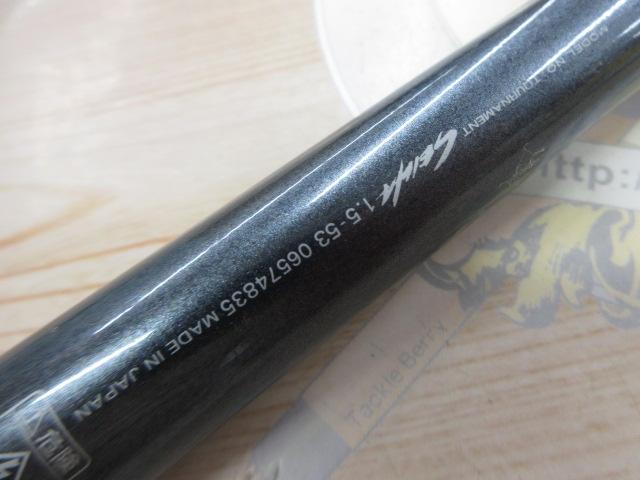 MODEL NO. TOURNAMENT SEIHA 1.5-53 06574835 MADE IN JAPAN
http:/
Tackle Berry